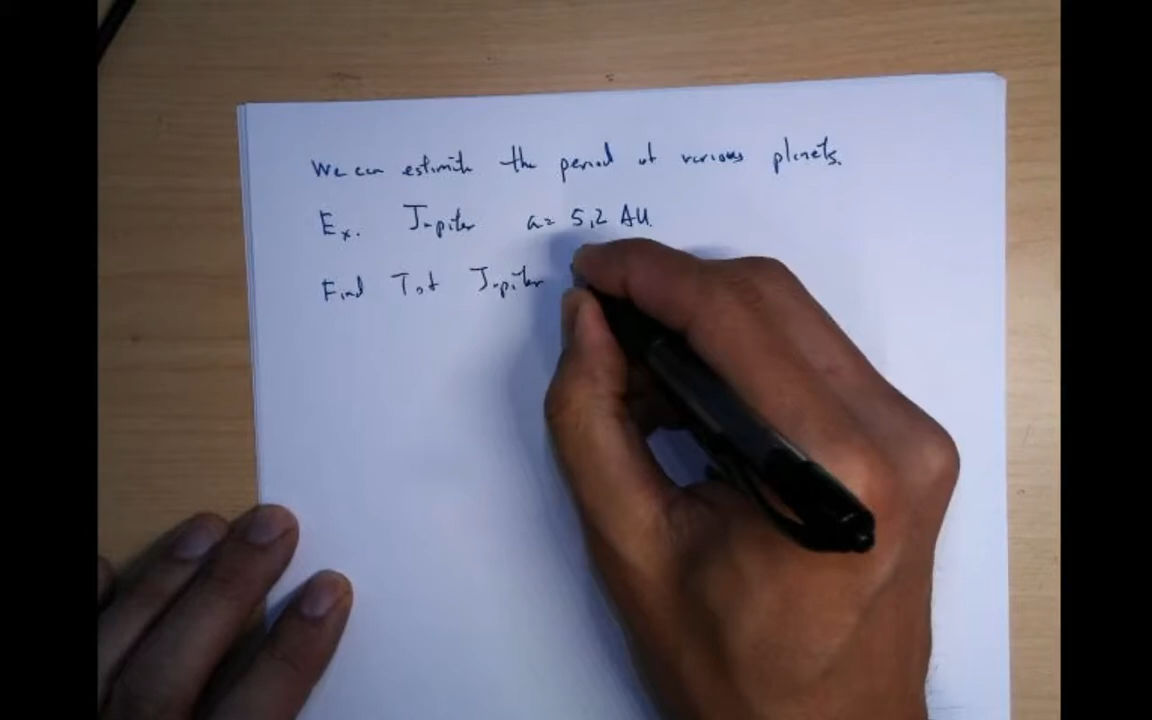 We can estimate the period of various planets.
Ex. Jupiter a= 5.2 AU.
Find T of Jupiter